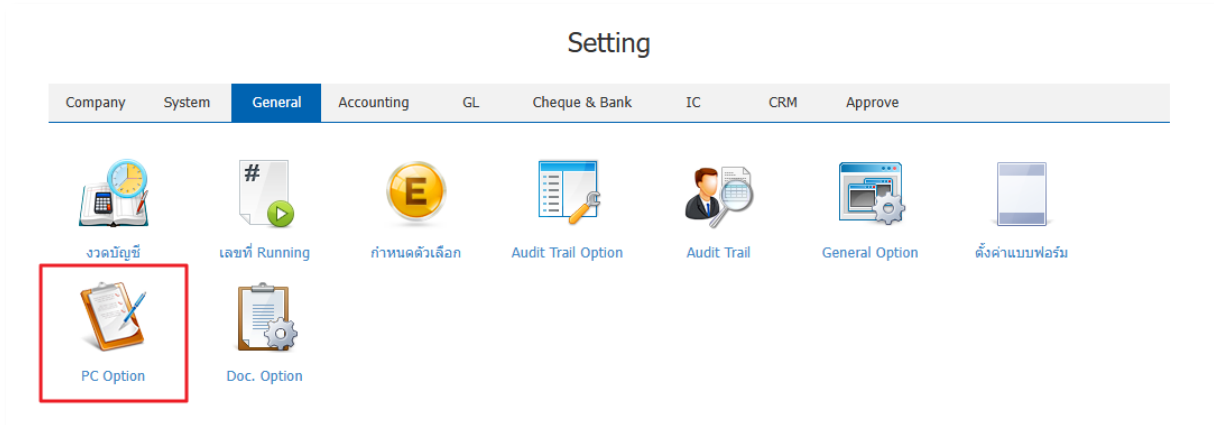 Setting
Company System General Accounting GL Cheque & Bank IC CRM Approve
#
E
งวดบัญชี เลขที่ Running กำหนดตัวเลือก Audit Trail Option Audit Trail General Option ตั้งค่าแบบฟอร์ม
PC Option Doc. Option